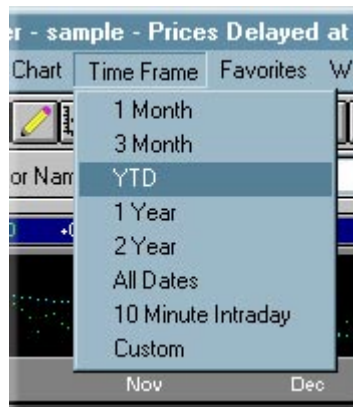 er - sample - Prices Delayed at
Chart Time Frame Favorites W
1 Month
3 Month
or Nam
YTD
1 Year
2 Year
All Dates
10 Minute Intraday
Custom
Nov Dec